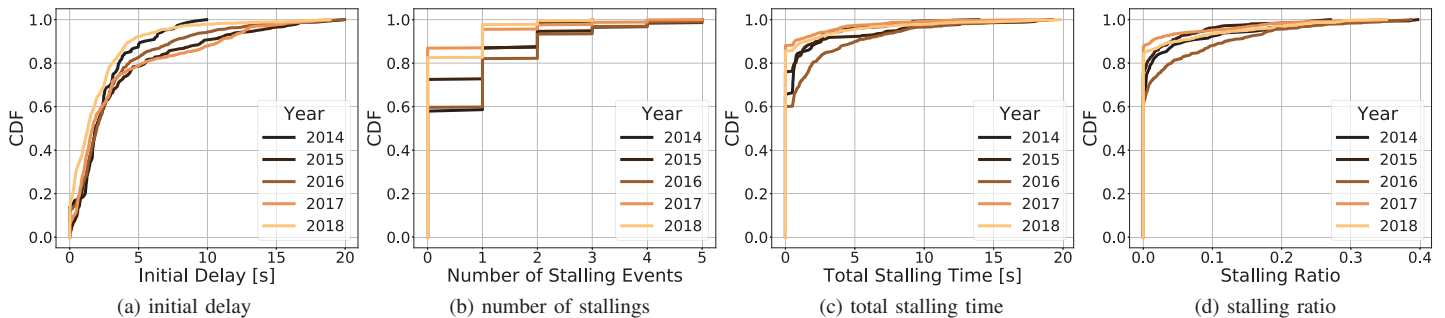 CDF
1.0
0.8
0.6
0.4
0.2
0.0
Year
2014
2015
2016
2017
2018
0 5 10 15 20
Initial Delay [s]
(a) initial delay
CDF
1.0
0.8
0.6
0.4
0.2
0.0
Year
2014
2015
2016
2017
2018
0 1 2 3 4 5
Number of Stalling Events
(b) number of stallings
CDF
1.0
0.8
0.6
0.4
0.2
0.0
Year
2014
2015
2016
2017
2018
0 5 10 15 20
Total Stalling Time [s]
(c) total stalling time
CDF
1.0
0.8
0.6
0.4
0.2
0.0
Year
2014
2015
2016
2017
2018
0.0 0.1 0.2 0.3 0.4
Stalling Ratio
(d) stalling ratio